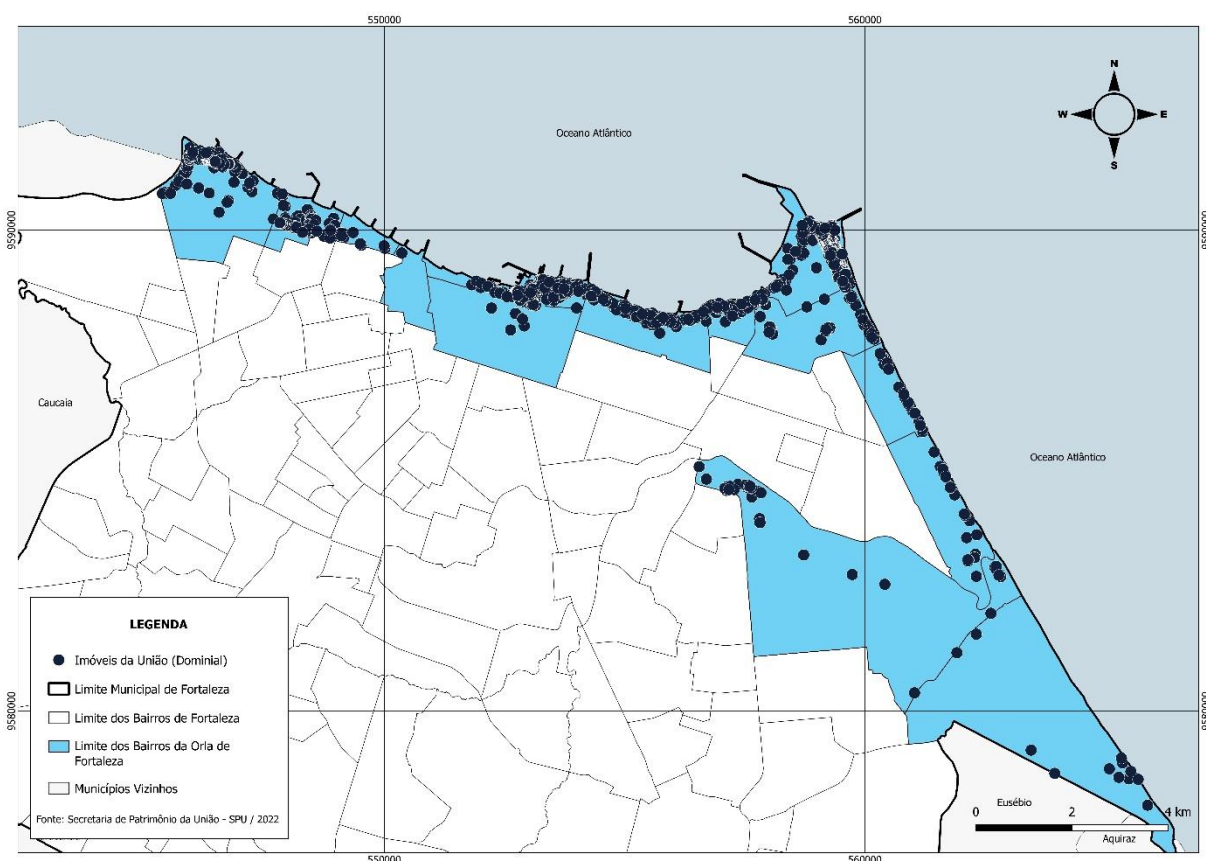 550000
560000
N
W
E
S
Oceano Atlântico
9590000
9590000
Caucaia
Oceano Atlântico
LEGENDA
Imóveis da União (Dominial)
Limite Municipal de Fortaleza
Limite dos Bairros de Fortaleza
Limite dos Bairros da Orla de
Fortaleza
Municípios Vizinhos
Fonte: Secretaria de Patrimônio da União - SPU / 2022
9580000
9580000
Eusébio
0
2
4 km
Aquiraz
550000
560000